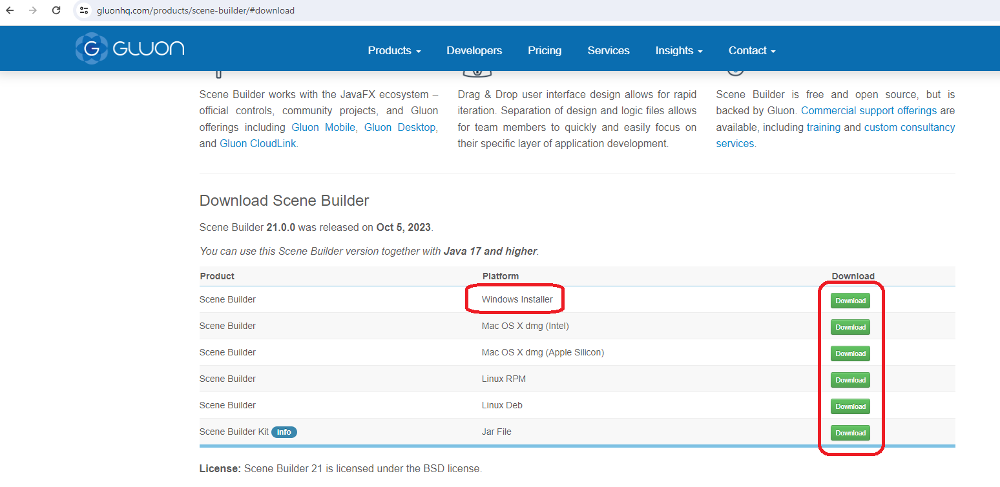 gluonhq.com/products/scene-builder/#download
G GLUON
Products Developers Pricing Services Insights Contact
Scene Builder works with the JavaFX ecosystem –
official controls, community projects, and Gluon
offerings including Gluon Mobile, Gluon Desktop,
and Gluon CloudLink.
Drag & Drop user interface design allows for rapid
iteration. Separation of design and logic files allows
for team members to quickly and easily focus on
their specific layer of application development.
Scene Builder is free and open source, but is
backed by Gluon. Commercial support offerings are
available, including training and custom consultancy
services.
Download Scene Builder
Scene Builder 21.0.0 was released on Oct 5, 2023.
You can use this Scene Builder version together with Java 17 and higher.
Product Platform Download
Scene Builder Windows Installer Download
Scene Builder Mac OS X dmg (Intel) Download
Scene Builder Mac OS X dmg (Apple Silicon) Download
Scene Builder Linux RPM Download
Scene Builder Linux Deb Download
Scene Builder Kit info Jar File Download
License: Scene Builder 21 is licensed under the BSD license.